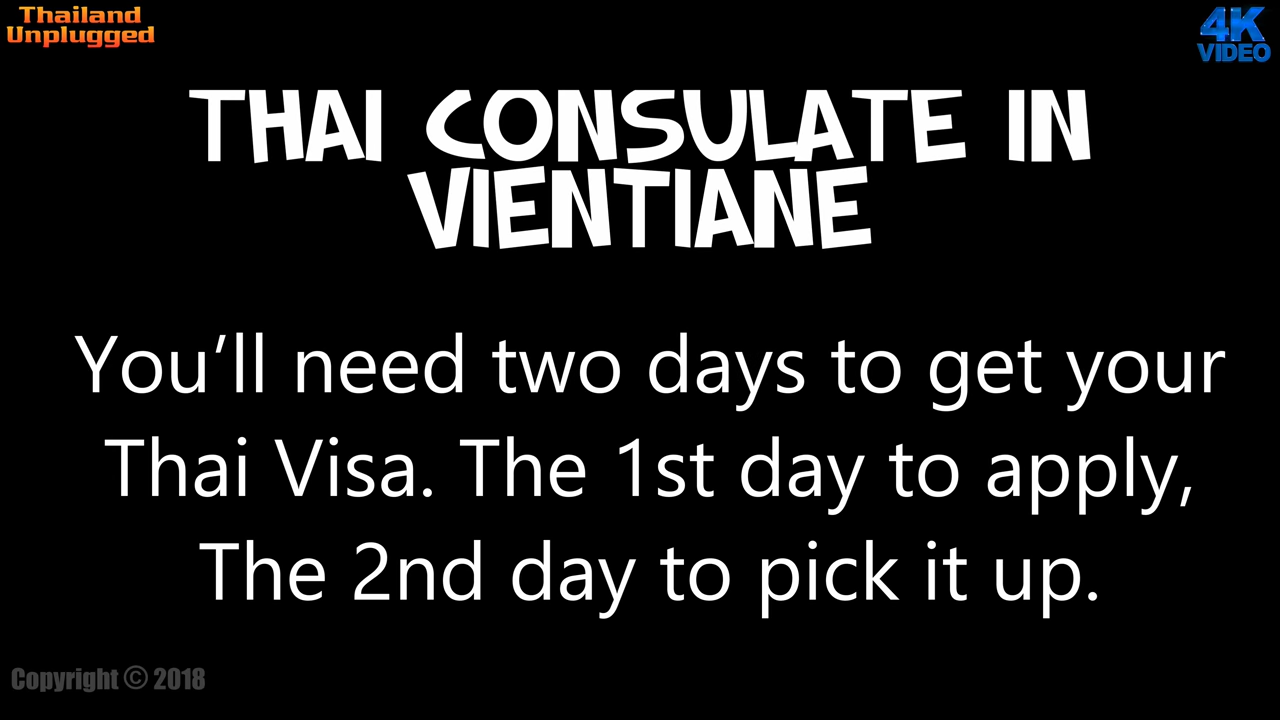 Thailand
Unplugged
4K
VIDEO
THAI CONSULATE IN
VIENTIANE
You’ll need two days to get your
Thai Visa. The 1st day to apply,
The 2nd day to pick it up.
Copyright © 2018